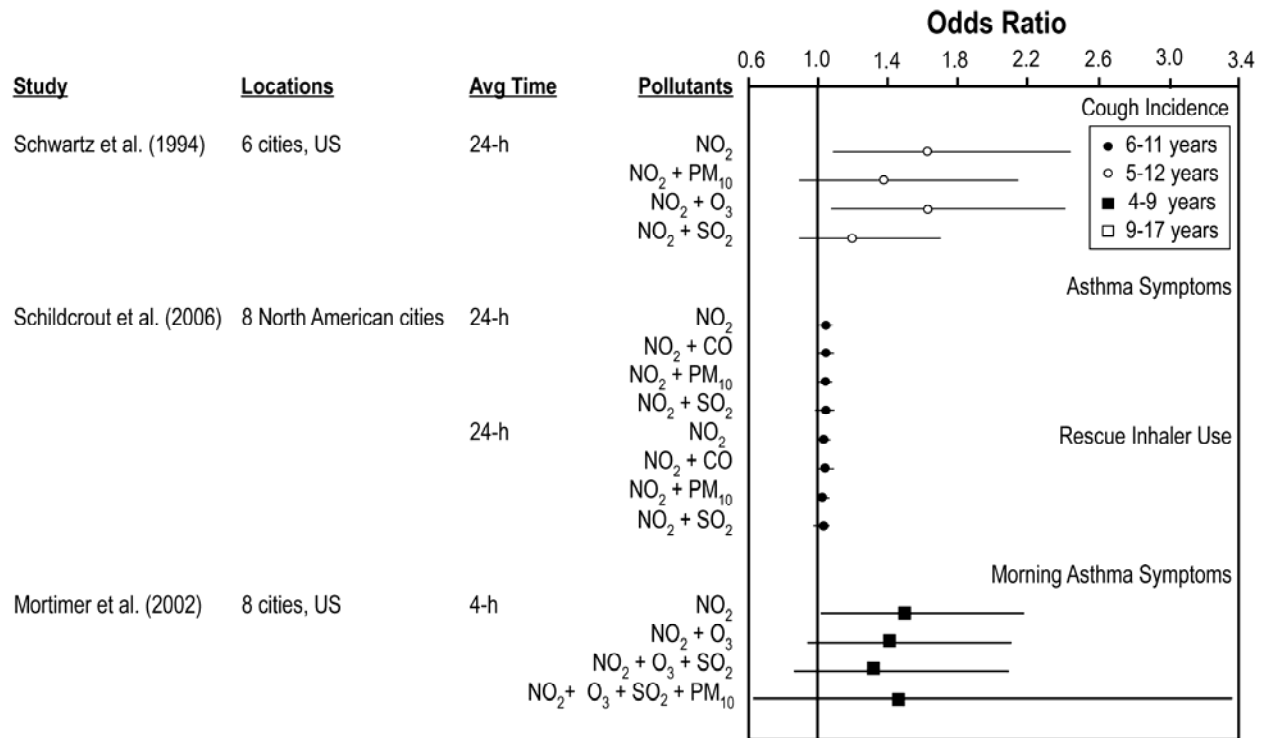 Odds Ratio
0.6 1.0 1.4 1.8 2.2 2.6 3.0 3.4
Study Locations Avg Time Pollutants
Cough Incidence
Schwartz et al. (1994) 6 cities, US 24-h NO2
NO2 + PM10
NO2 + O3
NO2 + SO2
6-11 years
5-12 years
4-9 years
9-17 years
Asthma Symptoms
Schildcrout et al. (2006) 8 North American cities 24-h NO2
NO2 + CO
NO2 + PM10
NO2 + SO2
24-h NO2 Rescue Inhaler Use
NO2 + CO
NO2 + PM10
NO2 + SO2
Morning Asthma Symptoms
Mortimer et al. (2002) 8 cities, US 4-h NO2
NO2 + O3
NO2 + O3 + SO2
NO2+ O3 + SO2 + PM10